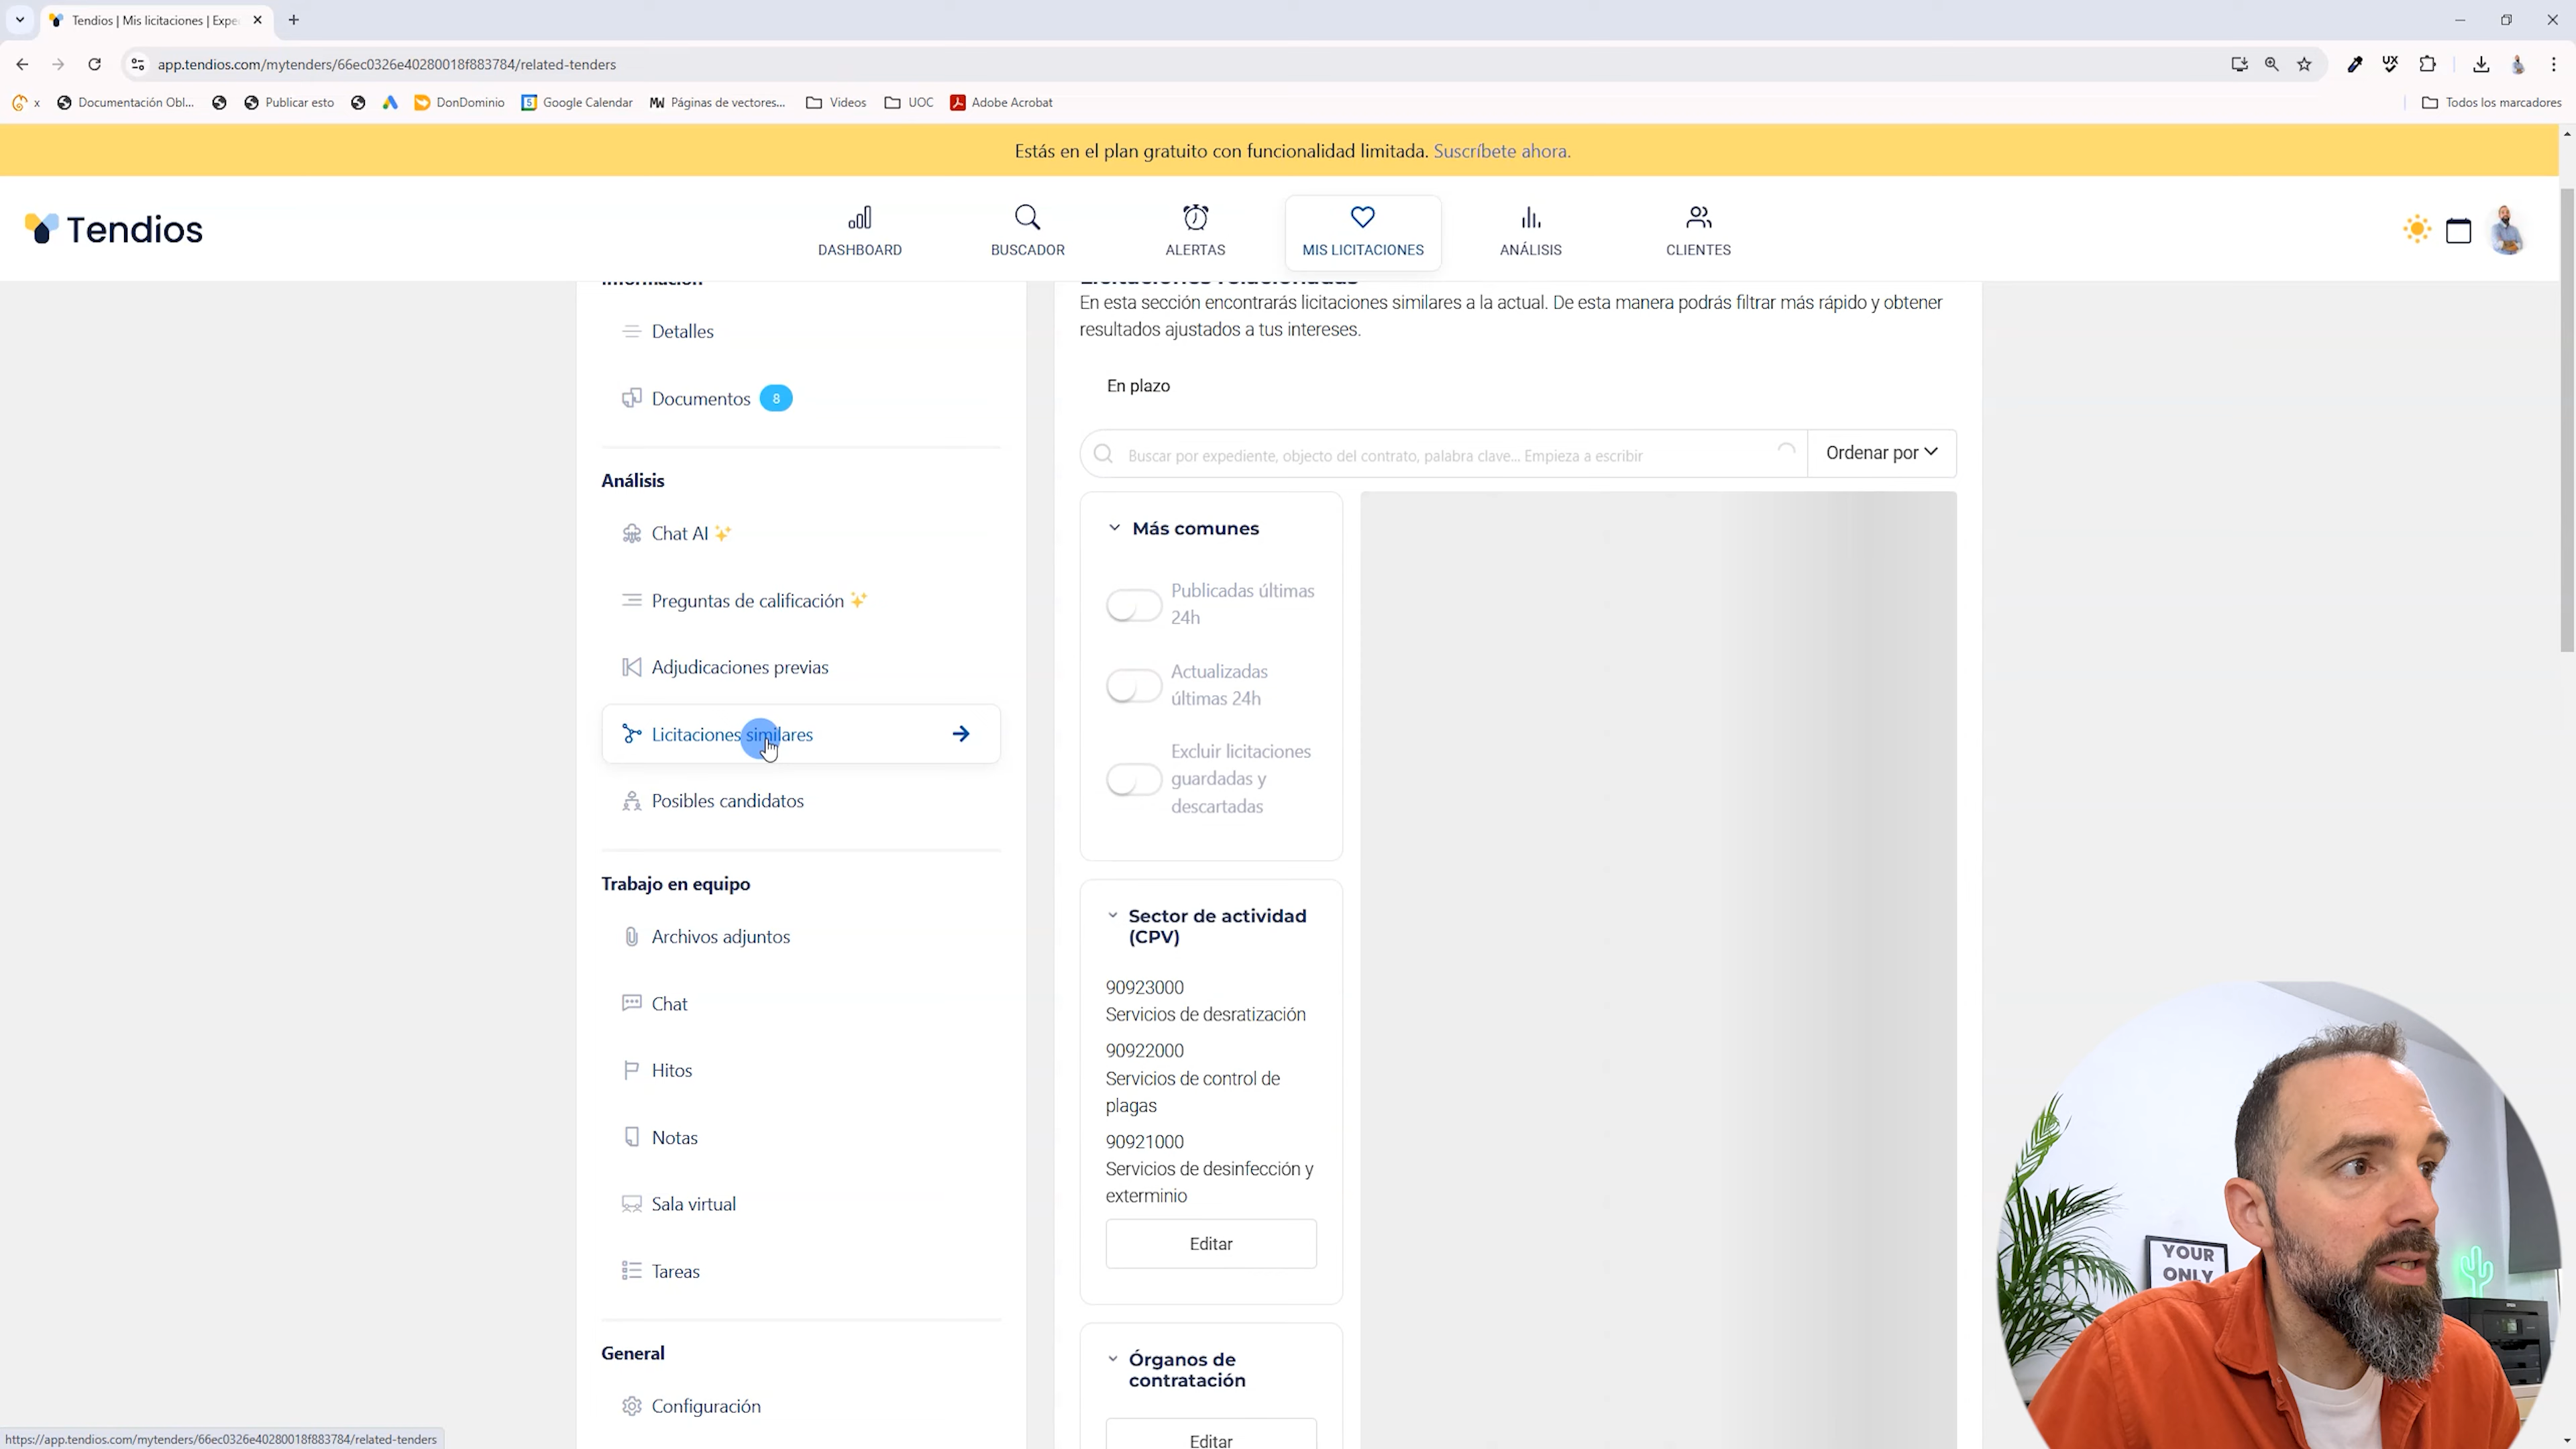 Tendios | Mis licitaciones | Expe
app.tendios.com/mytenders/66ec0326e40280018f883784/related-tenders
x
Documentación Obl...
Publicar esto
DonDominio
Google Calendar
Páginas de vectores...
Videos
UOC
Adobe Acrobat
Todos los marcadores
Estás en el plan gratuito con funcionalidad limitada. Suscríbete ahora.
Tendios
DASHBOARD
BUSCADOR
ALERTAS
MIS LICITACIONES
ANÁLISIS
CLIENTES
Información
Detalles
Documentos 8
Análisis
Chat AI
Preguntas de calificación
Adjudicaciones previas
Licitaciones similares
Posibles candidatos
Trabajo en equipo
Archivos adjuntos
Chat
Hitos
Notas
Sala virtual
Tareas
General
Configuración
Licitaciones relacionadas
En esta sección encontrarás licitaciones similares a la actual. De esta manera podrás filtrar más rápido y obtener
resultados ajustados a tus intereses.
En plazo
Buscar por expediente, objecto del contrato, palabra clave... Empieza a escribir
Ordenar por
Más comunes
Publicadas últimas
24h
Actualizadas
últimas 24h
Excluir licitaciones
guardadas y
descartadas
Sector de actividad
(CPV)
90923000
Servicios de desratización
90922000
Servicios de control de
plagas
90921000
Servicios de desinfección y
exterminio
Editar
Órganos de
contratación
Editar
YOUR
ONLY
https://app.tendios.com/mytenders/66ec0326e40280018f883784/related-tenders